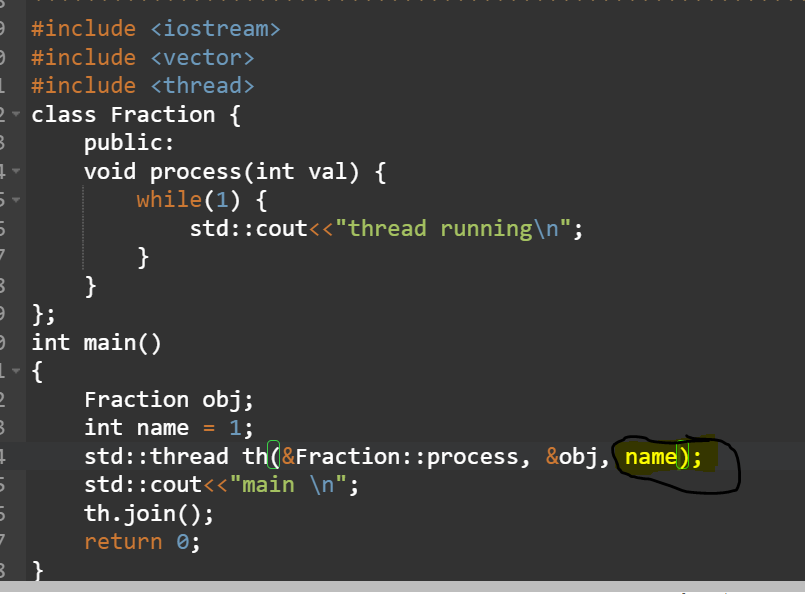 #include <iostream>
#include <vector>
#include <thread>
class Fraction {
public:
void process(int val) {
while(1) {
std::cout<<"thread running\n";
}
}
};
int main()
{
Fraction obj;
int name = 1;
std::thread th(&Fraction::process, &obj, name);
std::cout<<"main \n";
th.join();
return 0;
}